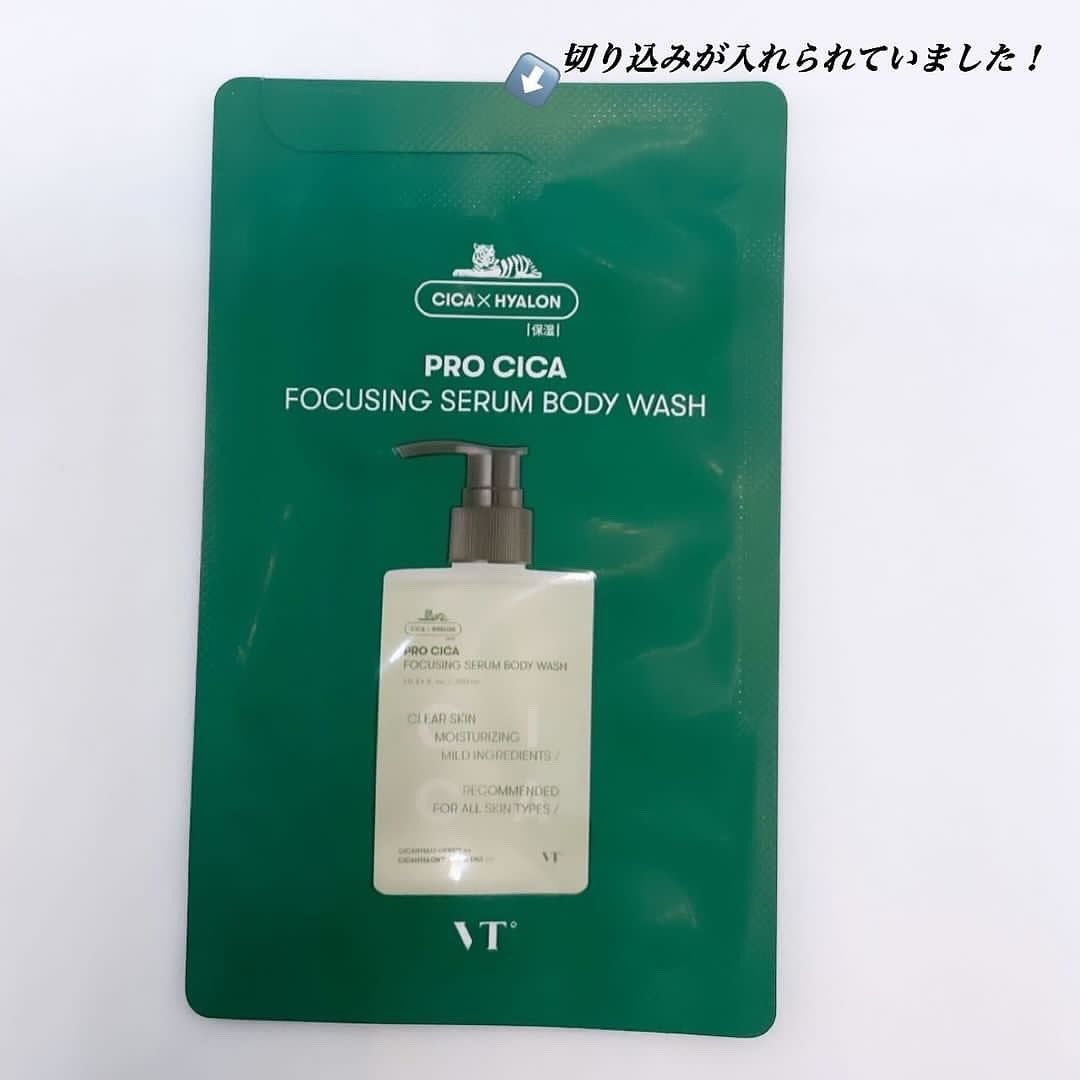 切り込みが入れられていました！
CICA×HYALON
保湿
PRO CICA
FOCUSING SERUM BODY WASH
CICA × HYALON
PRO CICA
FOCUSING SERUM BODY WASH
CLEAR SKIN
MOISTURIZING
MILD INGREDIENTS /
RECOMMENDED
FOR ALL SKIN TYPES /
VT
VT